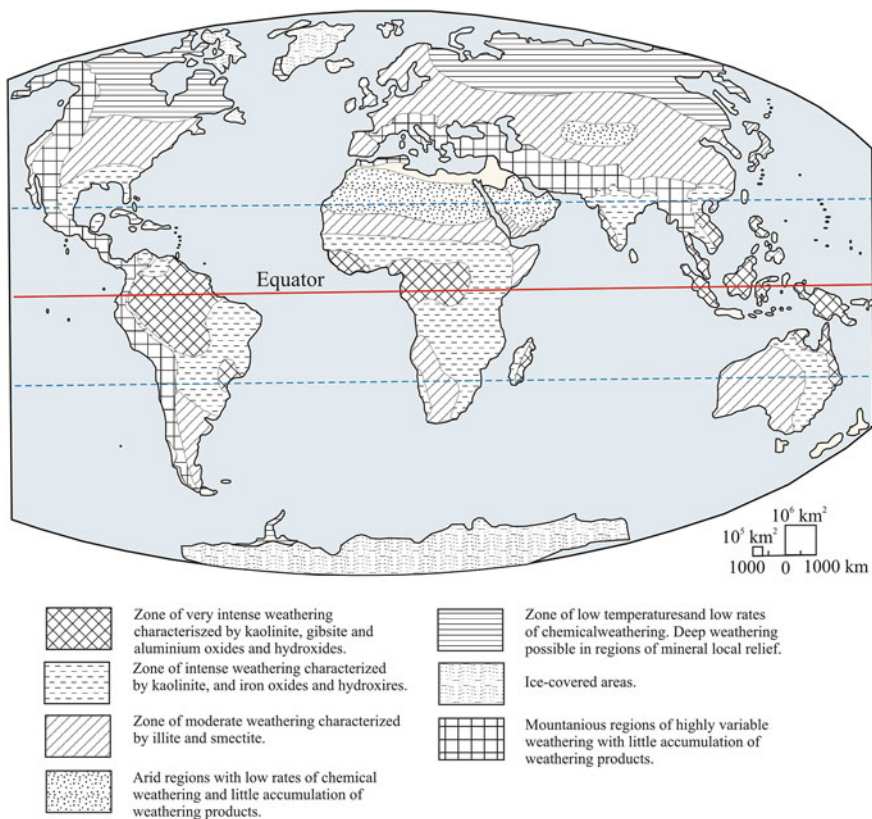 Equator
10⁶ km²
10⁵ km²
1000 0 1000 km
Zone of very intense weathering
characteriszed by kaolinite, gibsite and
aluminium oxides and hydroxides.
Zone of intense weathering characterized
by kaolinite, and iron oxides and hydroxires.
Zone of moderate weathering characterized
by illite and smectite.
Arid regions with low rates of chemical
weathering and little accumulation of
weathering products.
Zone of low temperaturesand low rates
of chemicalweathering. Deep weathering
possible in regions of mineral local relief.
Ice-covered areas.
Mountanious regions of highly variable
weathering with little accumulation of
weathering products.